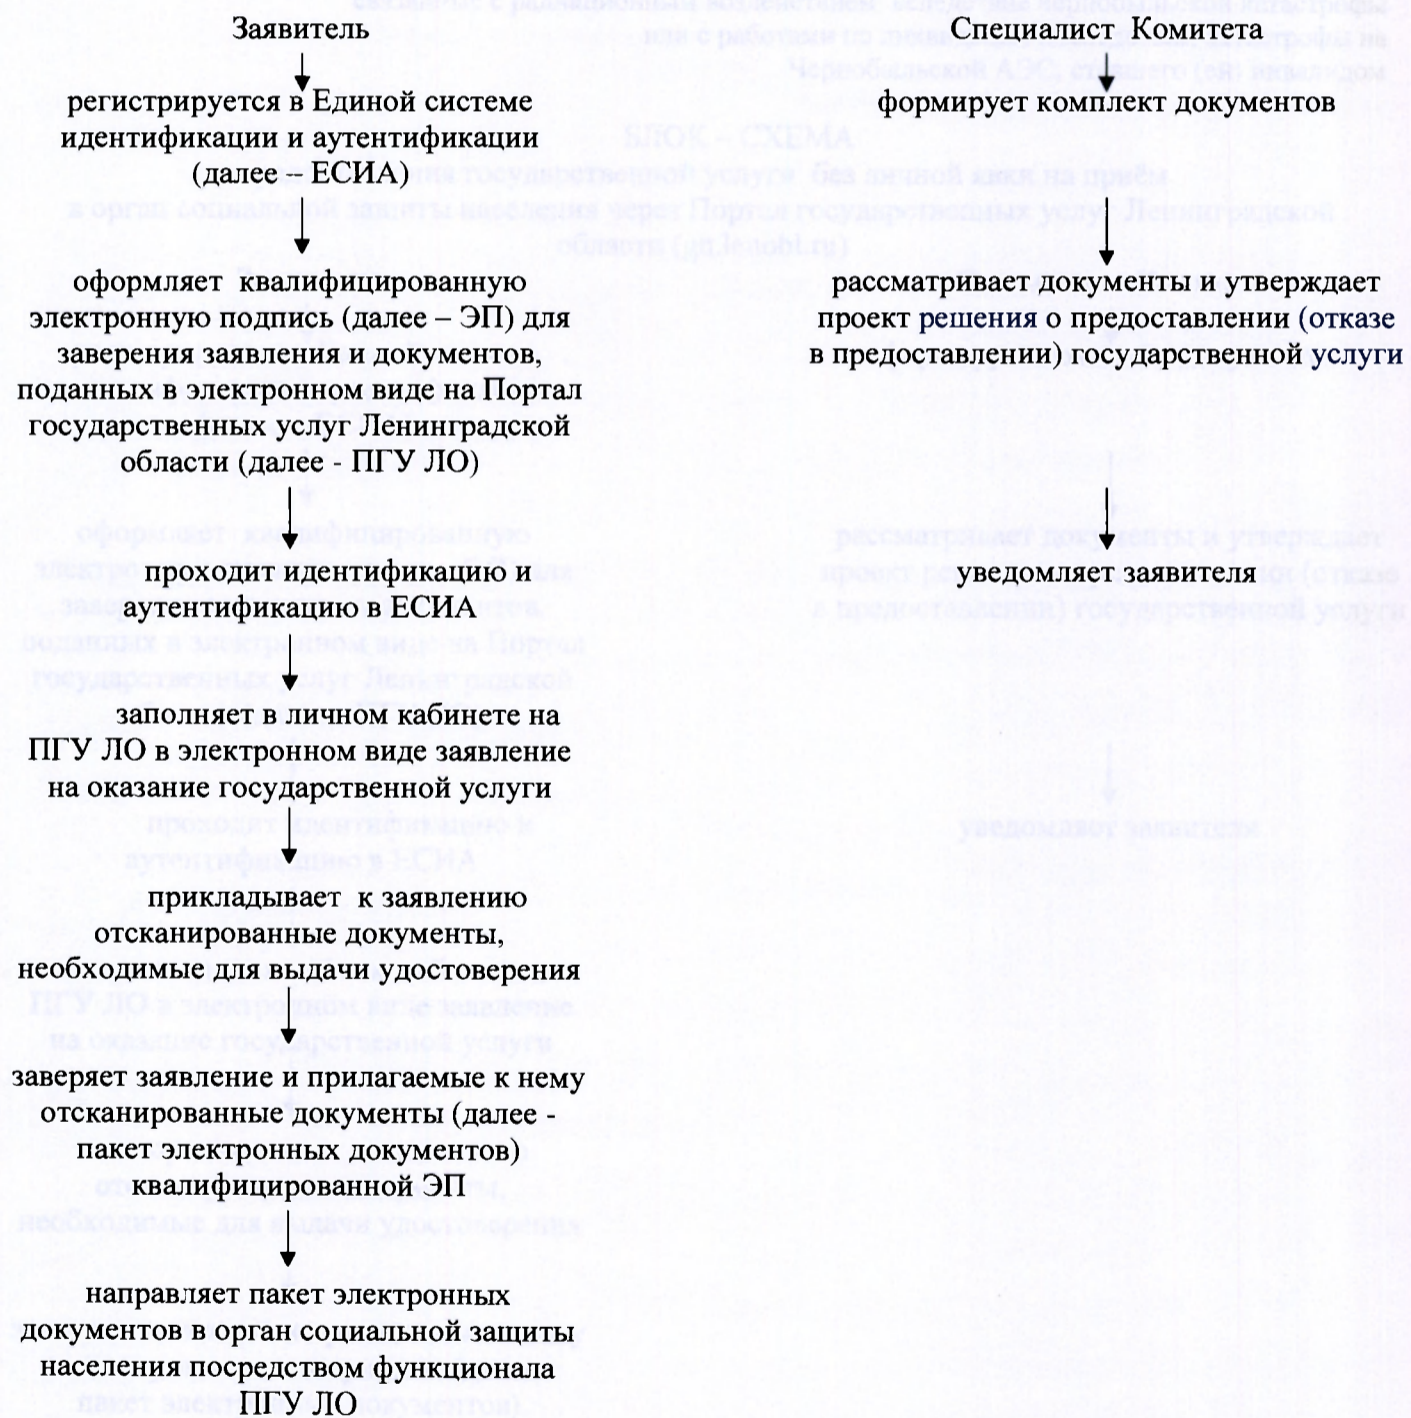 Заявитель
регистрируется в Единой системе
идентификации и аутентификации
(далее – ЕСИА)
оформляет квалифицированную
электронную подпись (далее – ЭП) для
заверения заявления и документов,
поданных в электронном виде на Портал
государственных услуг Ленинградской
области (далее - ПГУ ЛО)
проходит идентификацию и
аутентификацию в ЕСИА
заполняет в личном кабинете на
ПГУ ЛО в электронном виде заявление
на оказание государственной услуги
прикладывает к заявлению
отсканированные документы,
необходимые для выдачи удостоверения
заверяет заявление и прилагаемые к нему
отсканированные документы (далее -
пакет электронных документов)
квалифицированной ЭП
направляет пакет электронных
документов в орган социальной защиты
населения посредством функционала
ПГУ ЛО
Специалист Комитета
формирует комплект документов
рассматривает документы и утверждает
проект решения о предоставлении (отказе
в предоставлении) государственной услуги
уведомляет заявителя